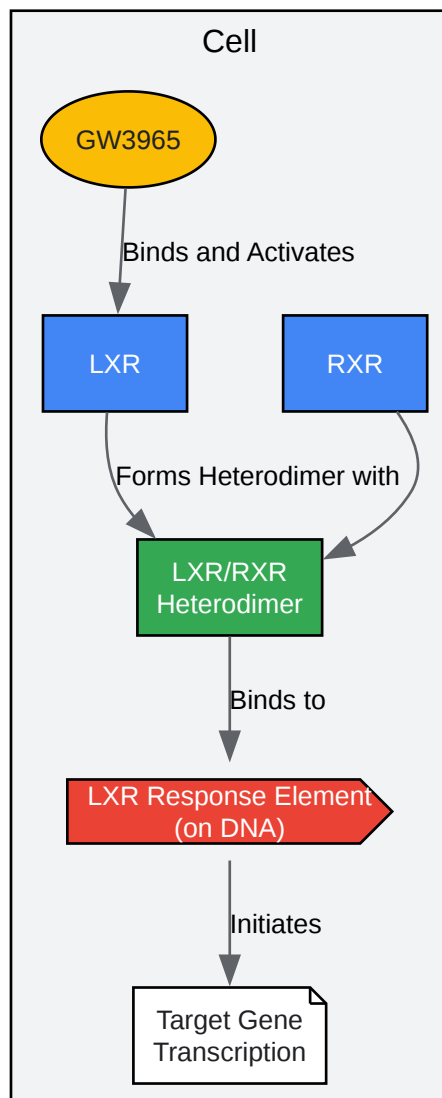 Cell
GW3965
Binds and Activates
LXR
RXR
Forms Heterodimer with
LXR/RXR
Heterodimer
Binds to
LXR Response Element
(on DNA)
Initiates
Target Gene
Transcription